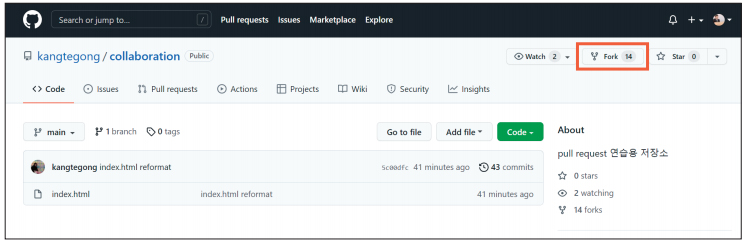 Search or jump to... / Pull requests Issues Marketplace Explore
kangtegong / collaboration Public Watch 2 Fork 14 Star 0
Code Issues Pull requests Actions Projects Wiki Security Insights
main 1 branch 0 tags Go to file Add file Code About
pull request 연습용 저장소
kangtegong index.html reformat 5c00dfc 41 minutes ago 43 commits
0 stars
index.html index.html reformat 41 minutes ago
2 watching
14 forks